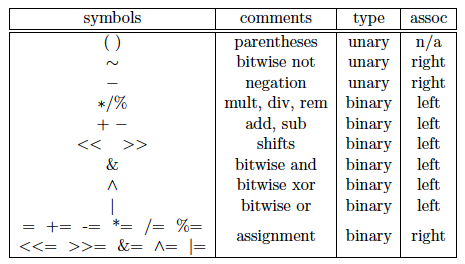 symbols comments type assoc
( ) parentheses unary n/a
~ bitwise not unary right
− negation unary right
*/% mult, div, rem binary left
+ − add, sub binary left
<< >> shifts binary left
& bitwise and binary left
∧ bitwise xor binary left
| bitwise or binary left
= += -= *= /= %=
<<= >>= &= ∧= |= assignment binary right